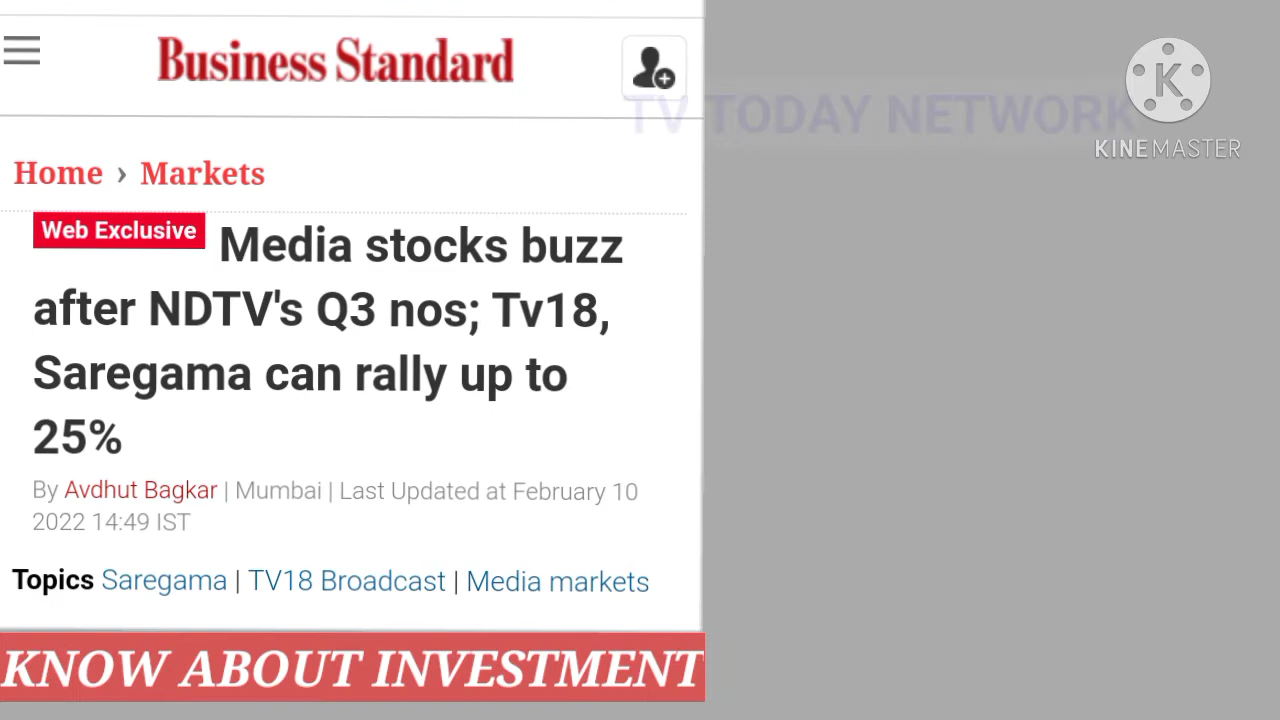 Business Standard
TV TODAY NETWORK
KINEMASTER
Home › Markets
Web Exclusive Media stocks buzz
after NDTV's Q3 nos; Tv18,
Saregama can rally up to
25%
By Avdhut Bagkar | Mumbai | Last Updated at February 10
2022 14:49 IST
Topics Saregama | TV18 Broadcast | Media markets
KNOW ABOUT INVESTMENT